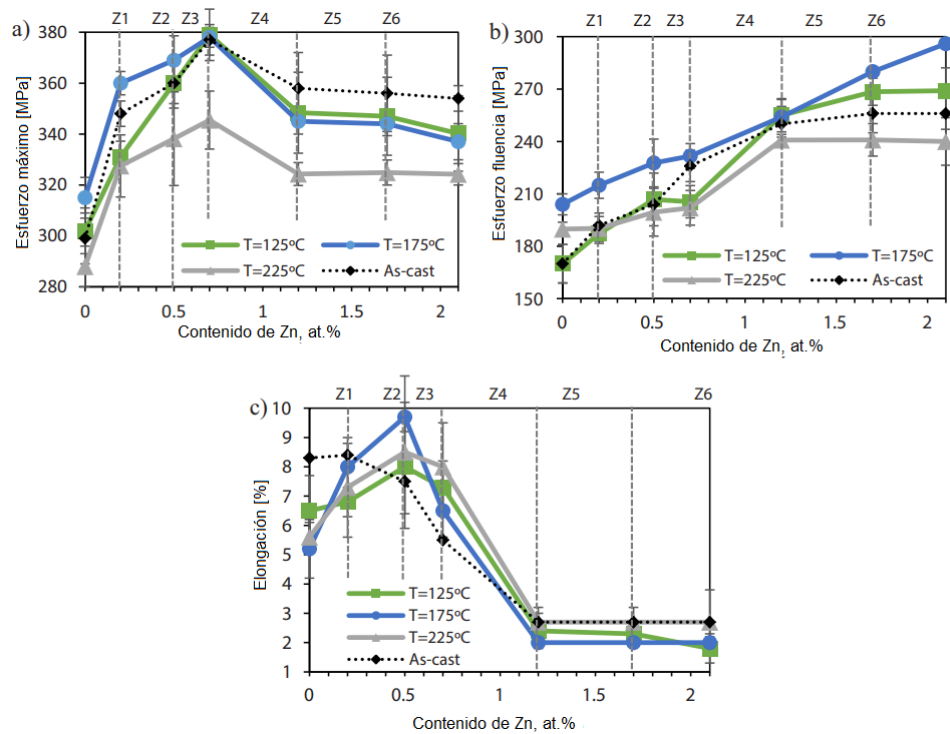 a)
Z1 Z2 Z3 Z4 Z5 Z6
Esfuerzo máximo [MPa]
380
360
340
320
300
280
T=125ºC T=175ºC
T=225ºC As-cast
0 0.5 1 1.5 2
Contenido de Zn, at.%
b)
Z1 Z2 Z3 Z4 Z5 Z6
Esfuerzo fluencia [MPa]
300
270
240
210
180
150
T=125ºC T=175ºC
T=225ºC As-cast
0 0.5 1 1.5 2
Contenido de Zn, at.%
c)
Z1 Z2 Z3 Z4 Z5 Z6
Elongación [%]
10
9
8
7
6
5
4
3
2
1
T=125ºC
T=175ºC
T=225ºC
As-cast
0 0.5 1 1.5 2
Contenido de Zn, at.%